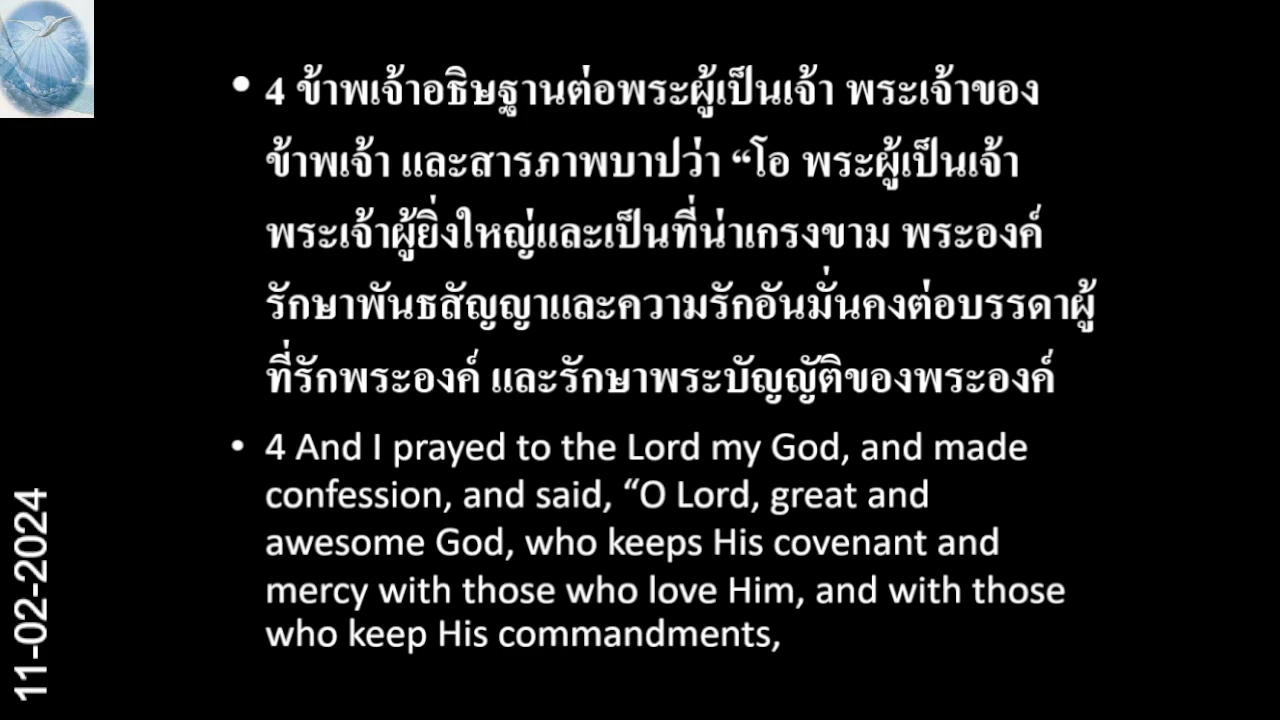 • 4 ข้าพเจ้าอธิษฐานต่อพระผู้เป็นเจ้า พระเจ้าของ
ข้าพเจ้า และสารภาพบาปว่า “โอ พระผู้เป็นเจ้า
พระเจ้าผู้ยิ่งใหญ่และเป็นที่น่าเกรงขาม พระองค์
รักษาพันธสัญญาและความรักอันมั่นคงต่อบรรดาผู้
ที่รักพระองค์ และรักษาพระบัญญัติของพระองค์
• 4 And I prayed to the Lord my God, and made
confession, and said, “O Lord, great and
awesome God, who keeps His covenant and
mercy with those who love Him, and with those
who keep His commandments,
11-02-2024